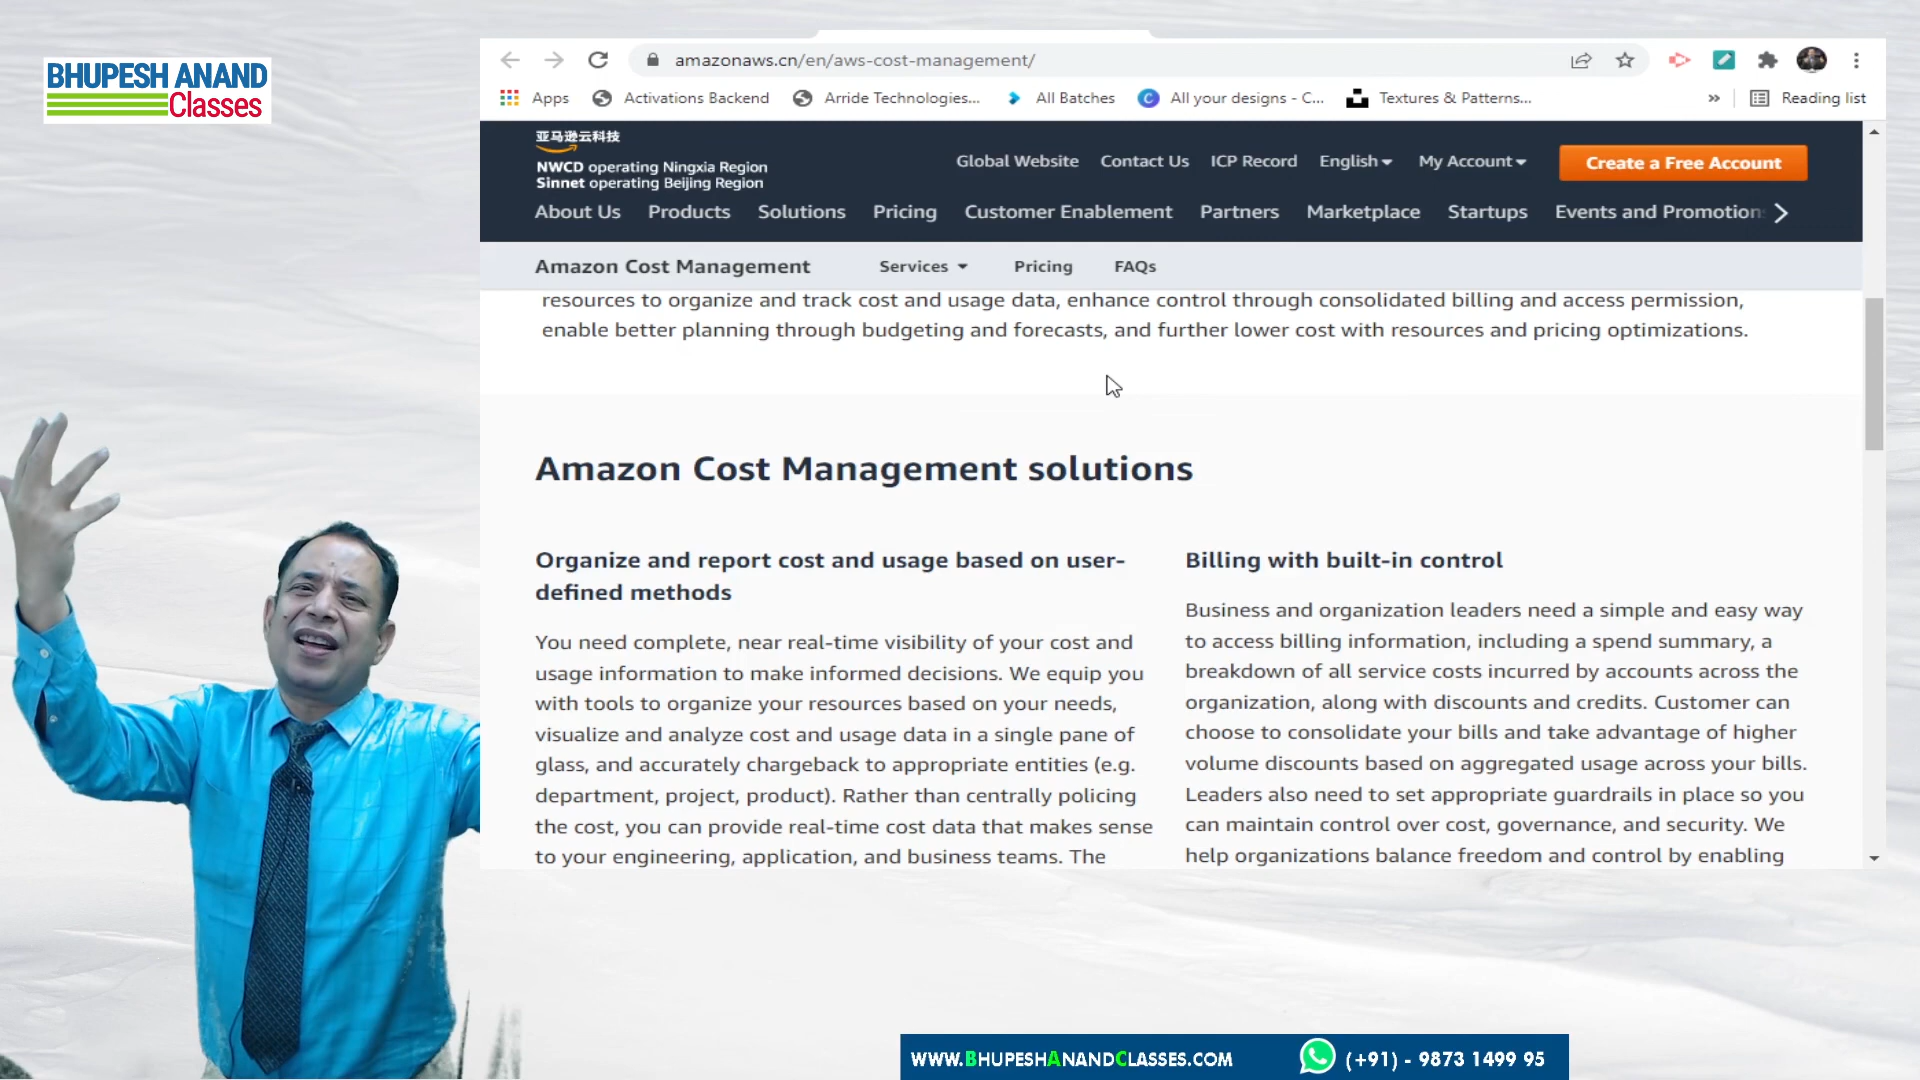 BHUPESH ANAND
Classes
amazonaws.cn/en/aws-cost-management/
Apps
Activations Backend
Arride Technologies...
All Batches
All your designs - C...
Textures & Patterns...
»
Reading list
亚马逊云科技
NWCD operating Ningxia Region
Sinnet operating Beijing Region
Global Website
Contact Us
ICP Record
English
My Account
Create a Free Account
About Us
Products
Solutions
Pricing
Customer Enablement
Partners
Marketplace
Startups
Events and Promotion
Amazon Cost Management
Services
Pricing
FAQs
resources to organize and track cost and usage data, enhance control through consolidated billing and access permission,
enable better planning through budgeting and forecasts, and further lower cost with resources and pricing optimizations.
Amazon Cost Management solutions
Organize and report cost and usage based on user-
defined methods
You need complete, near real-time visibility of your cost and
usage information to make informed decisions. We equip you
with tools to organize your resources based on your needs,
visualize and analyze cost and usage data in a single pane of
glass, and accurately chargeback to appropriate entities (e.g.
department, project, product). Rather than centrally policing
the cost, you can provide real-time cost data that makes sense
to your engineering, application, and business teams. The
Billing with built-in control
Business and organization leaders need a simple and easy way
to access billing information, including a spend summary, a
breakdown of all service costs incurred by accounts across the
organization, along with discounts and credits. Customer can
choose to consolidate your bills and take advantage of higher
volume discounts based on aggregated usage across your bills.
Leaders also need to set appropriate guardrails in place so you
can maintain control over cost, governance, and security. We
help organizations balance freedom and control by enabling
WWW.BHUPESHANANDCLASSES.COM
(+91) - 9873 1499 95